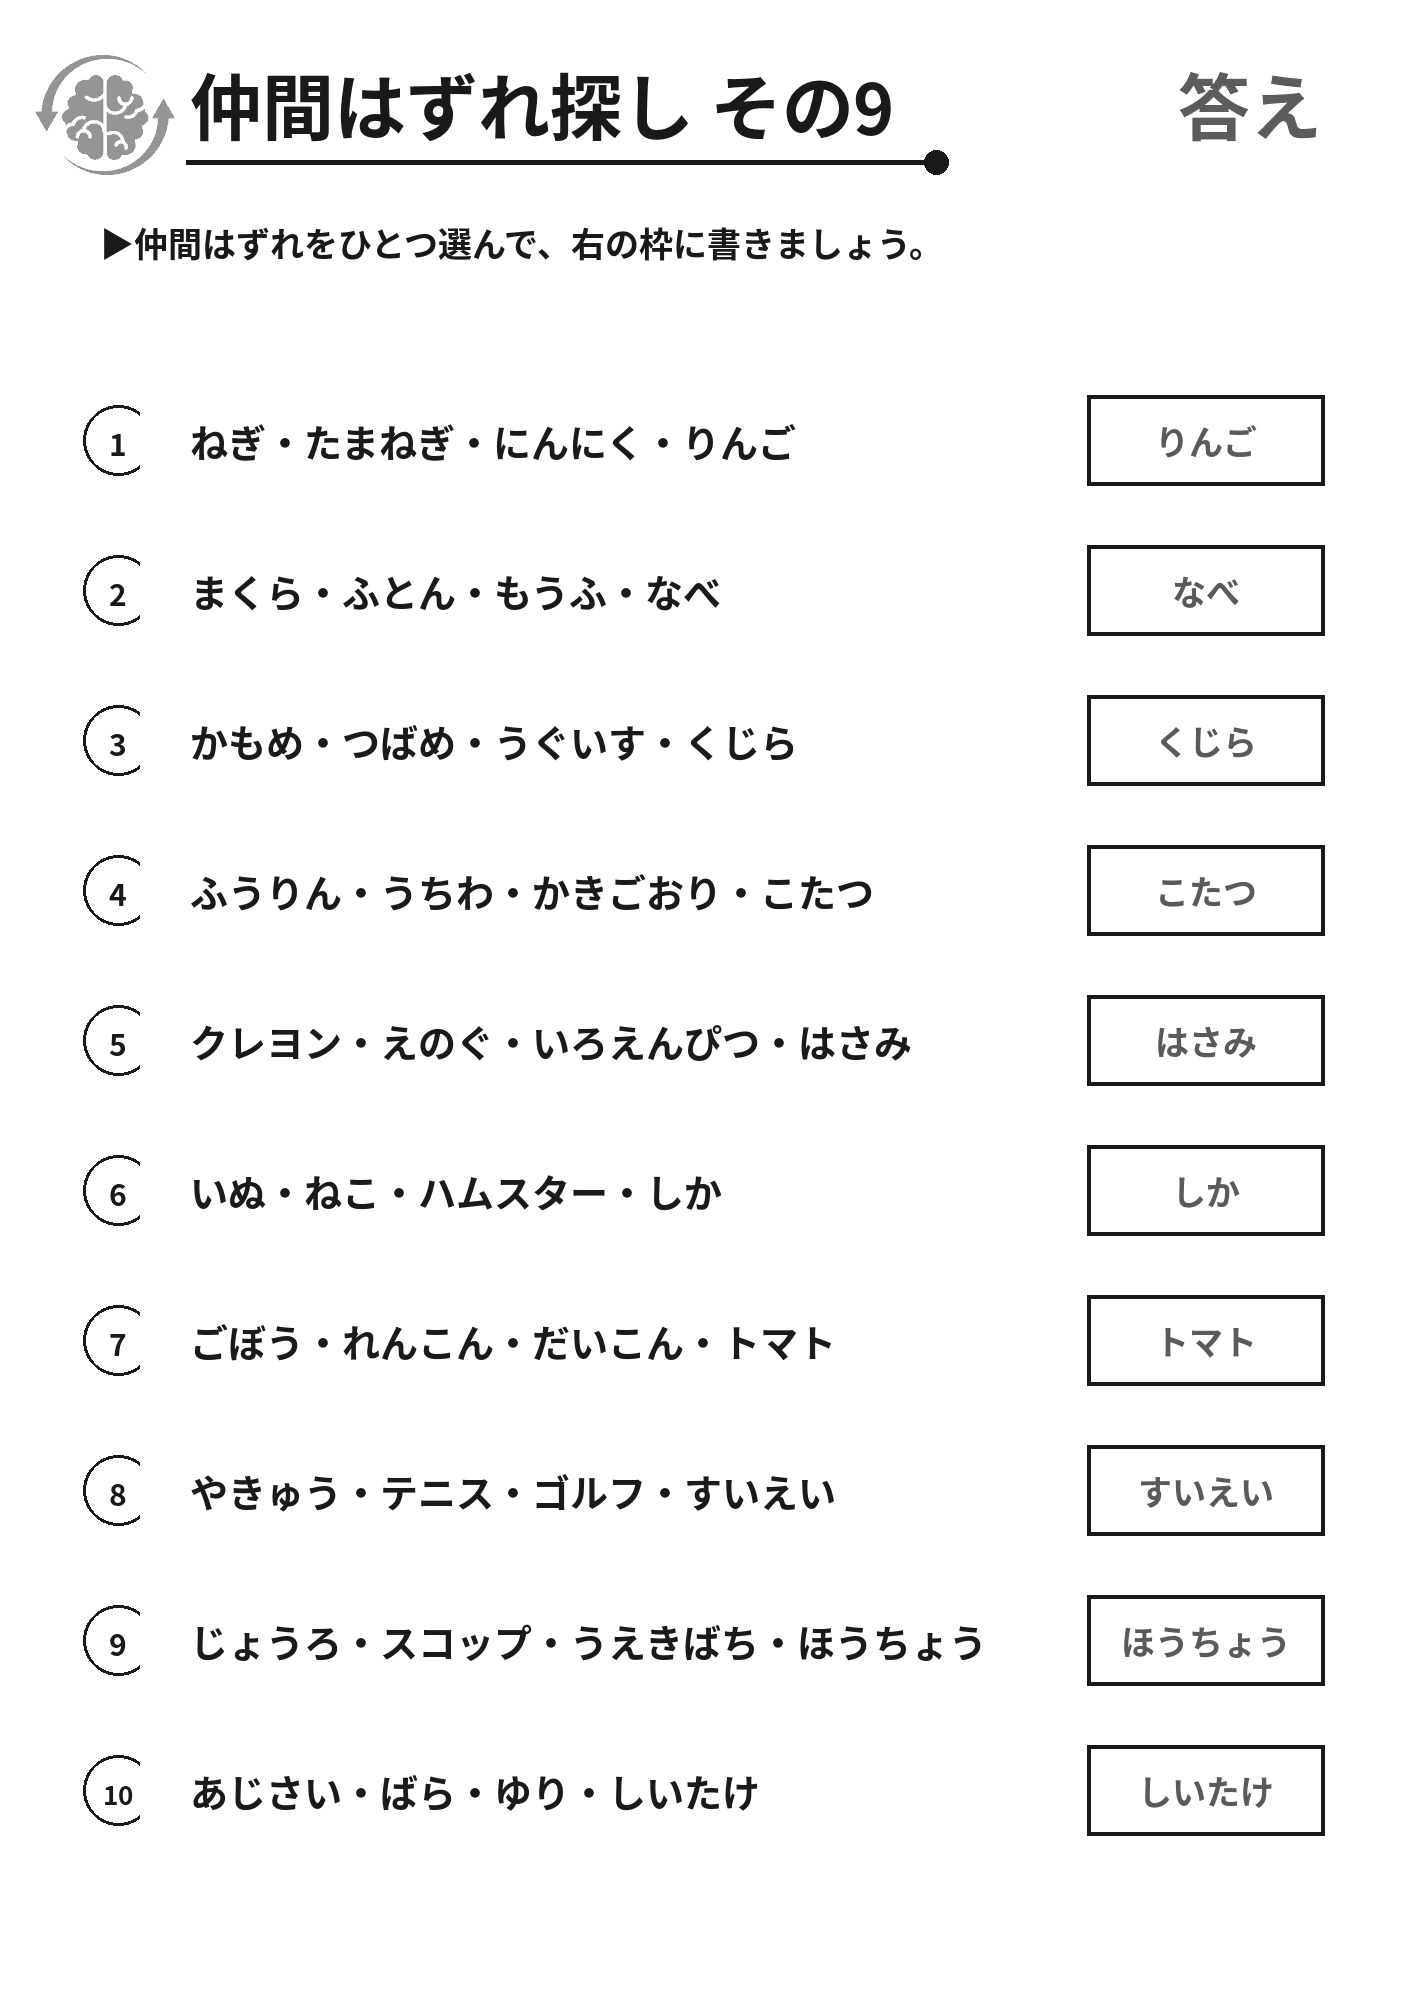 仲間はずれ探し その9
答え
▶仲間はずれをひとつ選んで、右の枠に書きましょう。
1 ねぎ・たまねぎ・にんにく・りんご りんご
2 まくら・ふとん・もうふ・なべ なべ
3 かもめ・つばめ・うぐいす・くじら くじら
4 ふうりん・うちわ・かきごおり・こたつ こたつ
5 クレヨン・えのぐ・いろえんぴつ・はさみ はさみ
6 いぬ・ねこ・ハムスター・しか しか
7 ごぼう・れんこん・だいこん・トマト トマト
8 やきゅう・テニス・ゴルフ・すいえい すいえい
9 じょうろ・スコップ・うえきばち・ほうちょう ほうちょう
10 あじさい・ばら・ゆり・しいたけ しいたけ